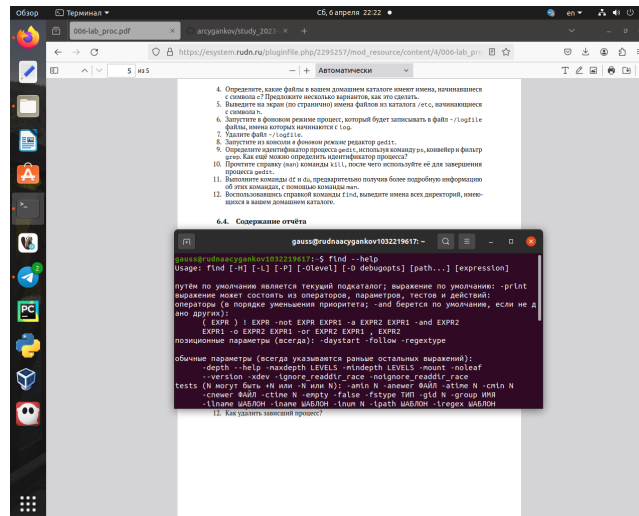 Обзор
Терминал
Сб, 6 апреля 22:22
en
006-lab_proc.pdf
arcygankov/study_2023-
https://esystem.rudn.ru/pluginfile.php/2295257/mod_resource/content/4/006-lab_pro
5 из 5
Автоматически
4. Определите, какие файлы в вашем домашнем каталоге имеют имена, начинавшиеся
с символа c? Предложите несколько вариантов, как это сделать.
5. Выведите на экран (по странично) имена файлов из каталога /etc, начинающиеся
с символа h.
6. Запустите в фоновом режиме процесс, который будет записывать в файл ~/logfile
файлы, имена которых начинаются с log.
7. Удалите файл ~/logfile.
8. Запустите из консоли в фоновом режиме редактор gedit.
9. Определите идентификатор процесса gedit, используя команду ps, конвейер и фильтр
grep. Как ещё можно определить идентификатор процесса?
10. Прочтите справку (man) команды kill, после чего используйте её для завершения
процесса gedit.
11. Выполните команды df и du, предварительно получив более подробную информацию
об этих командах, с помощью команды man.
12. Воспользовавшись справкой команды find, выведите имена всех директорий, имею-
щихся в вашем домашнем каталоге.
6.4. Содержание отчёта
gauss@rudnaacygankov1032219617: ~
gauss@rudnaacygankov1032219617:~$ find --help
Usage: find [-H] [-L] [-P] [-Olevel] [-D debugopts] [path...] [expression]
путём по умолчанию является текущий подкаталог; выражение по умолчанию: -print
выражение может состоять из операторов, параметров, тестов и действий:
операторы (в порядке уменьшения приоритета; -and берется по умолчанию, если не д
ано других):
( EXPR ) ! EXPR -not EXPR EXPR1 -a EXPR2 EXPR1 -and EXPR2
EXPR1 -o EXPR2 EXPR1 -or EXPR2 EXPR1 , EXPR2
позиционные параметры (всегда): -daystart -follow -regextype
обычные параметры (всегда указываются раньше остальных выражений):
-depth --help -maxdepth LEVELS -mindepth LEVELS -mount -noleaf
--version -xdev -ignore_readdir_race -noignore_readdir_race
tests (N могут быть +N или -N или N): -amin N -anewer ФАЙЛ -atime N -cmin N
-cnewer ФАЙЛ -ctime N -empty -false -fstype ТИП -gid N -group ИМЯ
-ilname ШАБЛОН -iname ШАБЛОН -inum N -ipath ШАБЛОН -iregex ШАБЛОН
12. Как удалить зависший процесс?